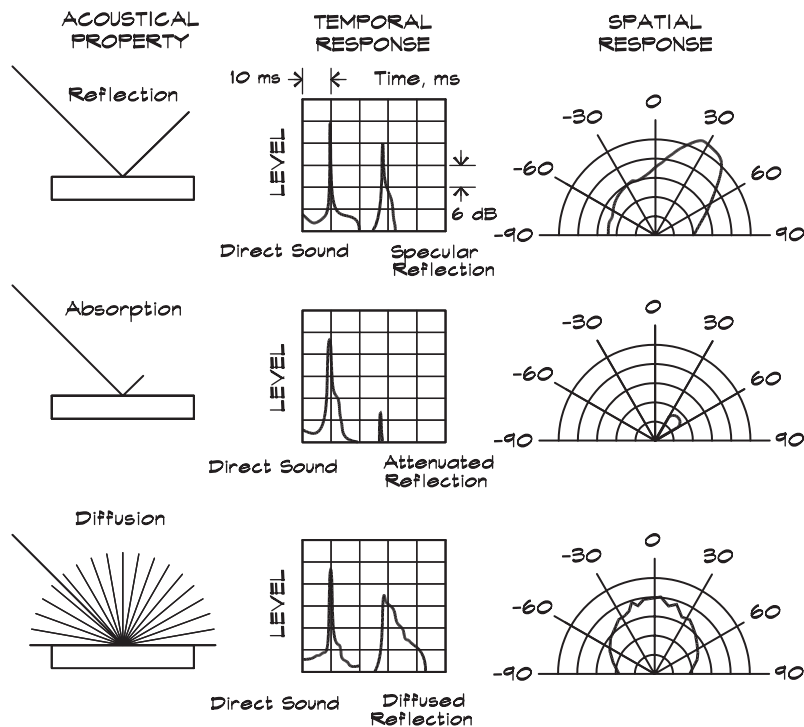 ACOUSTICAL
PROPERTY
TEMPORAL
RESPONSE
SPATIAL
RESPONSE
Reflection
10 ms
Time, ms
LEVEL
6 dB
Direct Sound
Specular
Reflection
0
-30
30
-60
60
-90
90
Absorption
LEVEL
Direct Sound
Attenuated
Reflection
0
-30
30
-60
60
-90
90
Diffusion
LEVEL
Direct Sound
Diffused
Reflection
0
-30
30
-60
60
-90
90